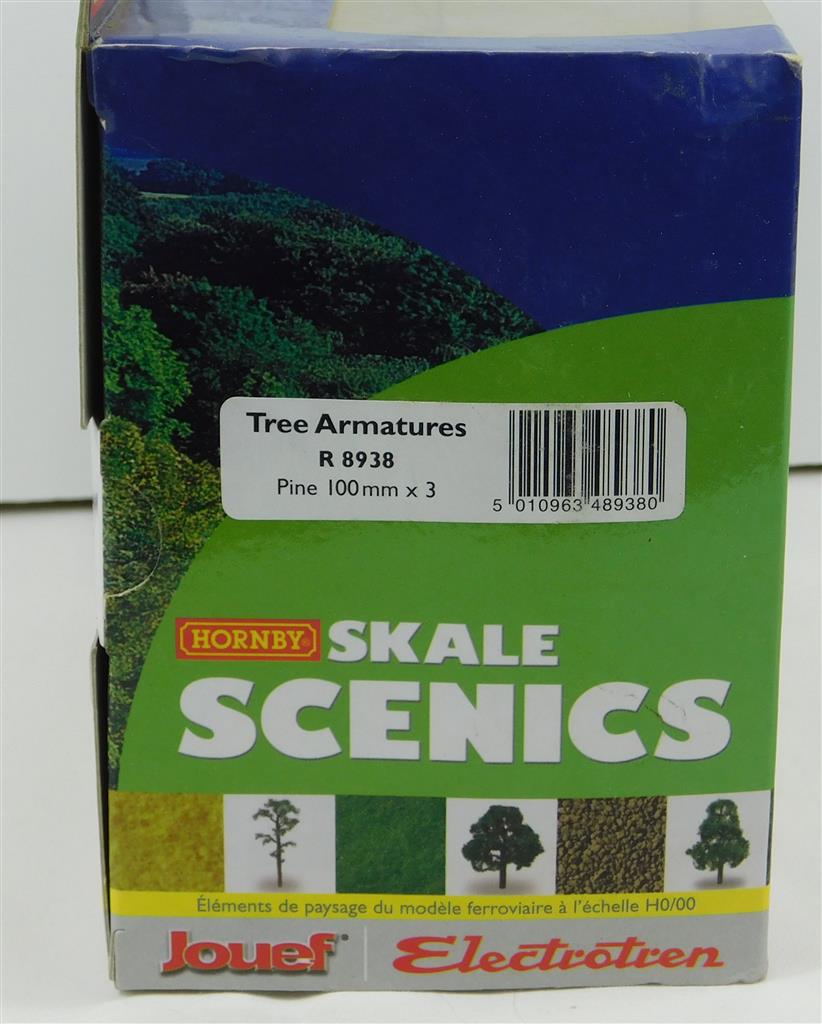 Tree Armatures
R 8938
Pine 100mm x 3
5 010963 489380
HORNBY® SKALE
SCENICS
Éléments de paysage du modèle ferroviaire à l'échelle H0/00
Jouef® Electrotren